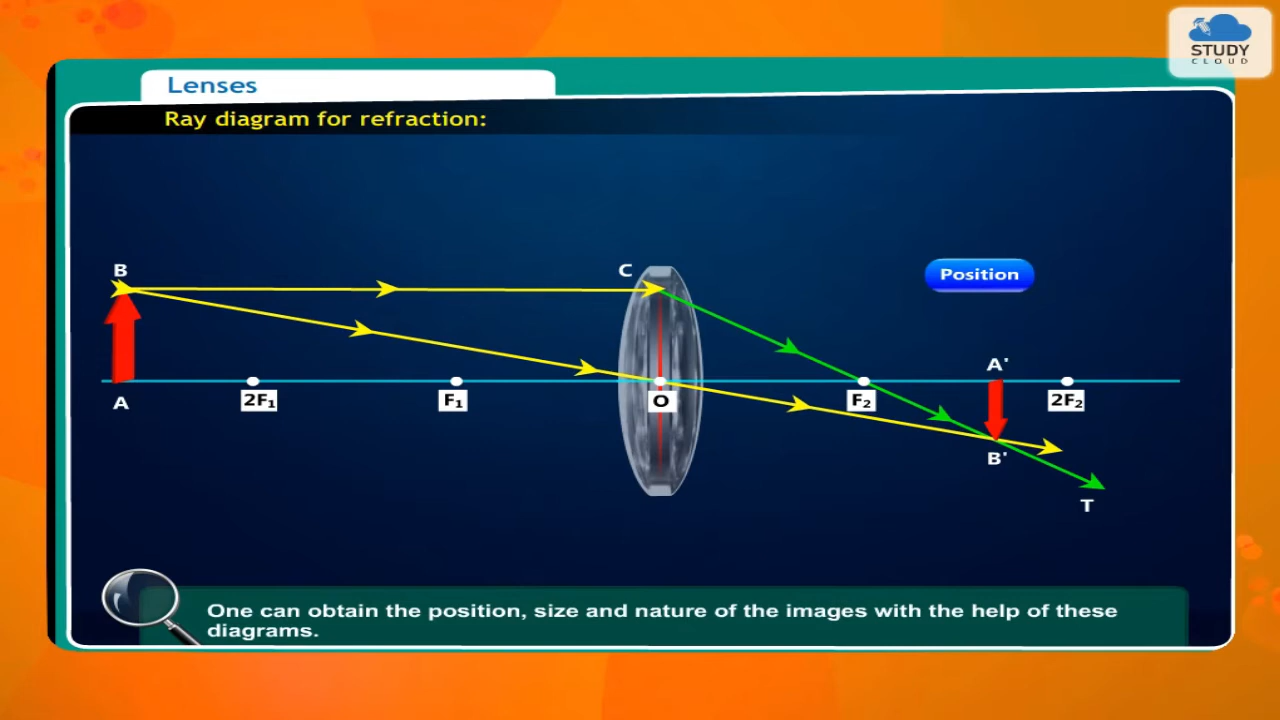 STUDY
CLOUD
Lenses
Ray diagram for refraction:
B
C
Position
A'
A
2F₁
F₁
O
F₂
2F₂
B'
T
One can obtain the position, size and nature of the images with the help of these
diagrams.